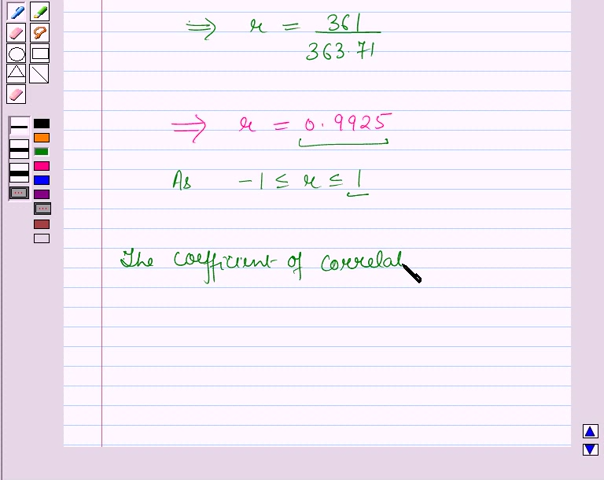 ⇒ r = 361 / 363.71
⇒ r = 0.9925
As -1 ≤ r ≤ 1
The coefficient of correlat